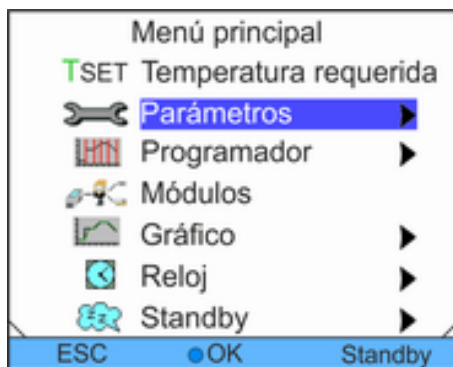 Menú principal
TSET Temperatura requerida
Parámetros
Programador
Módulos
Gráfico
Reloj
Standby
ESC OK Standby